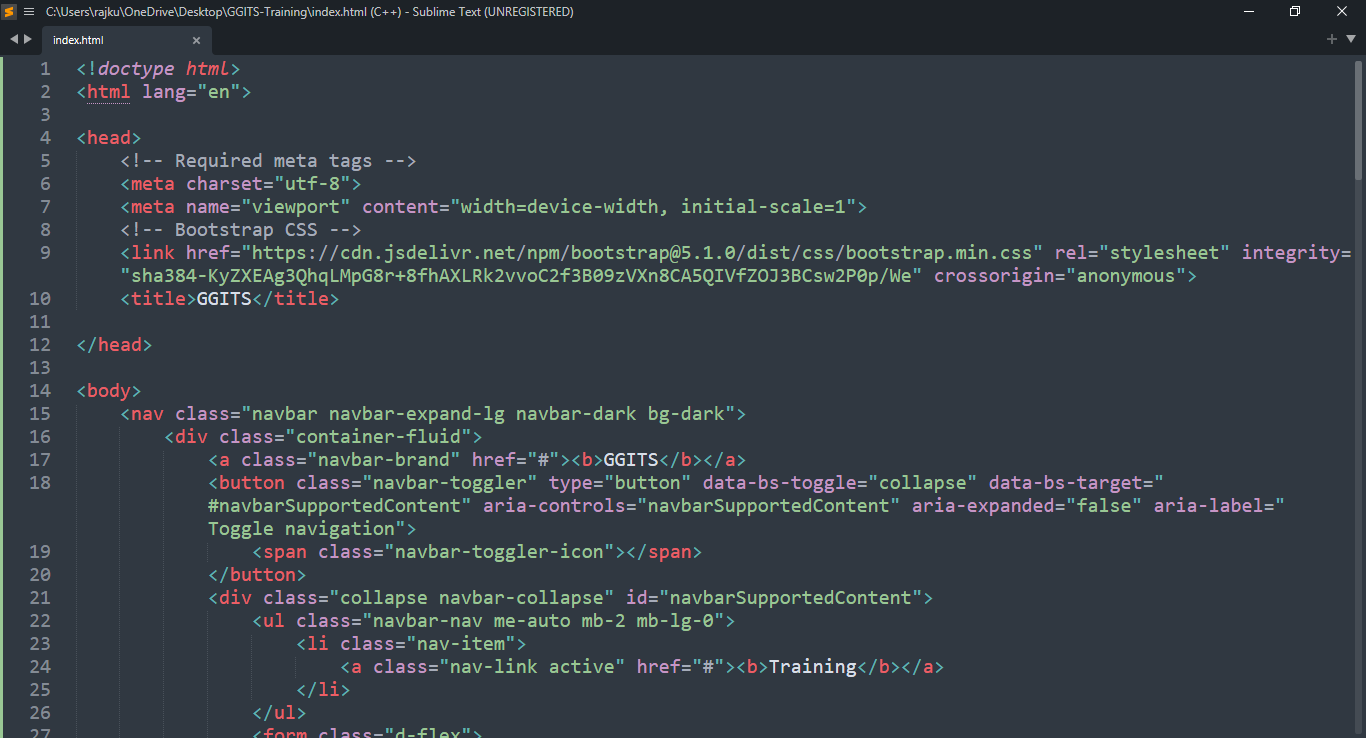 C:\Users\rajku\OneDrive\Desktop\GGITS-Training\index.html (C++) - Sublime Text (UNREGISTERED)
index.html
1 <!doctype html>
2 <html lang="en">
3
4 <head>
5     <!-- Required meta tags -->
6     <meta charset="utf-8">
7     <meta name="viewport" content="width=device-width, initial-scale=1">
8     <!-- Bootstrap CSS -->
9     <link href="https://cdn.jsdelivr.net/npm/bootstrap@5.1.0/dist/css/bootstrap.min.css" rel="stylesheet" integrity=
"sha384-KyZXEAg3QhqLMpG8r+8fhAXLRk2vvoC2f3B09zVXn8CA5QIVfZOJ3BCsw2P0p/We" crossorigin="anonymous">
10     <title>GGITS</title>
11
12 </head>
13
14 <body>
15     <nav class="navbar navbar-expand-lg navbar-dark bg-dark">
16         <div class="container-fluid">
17             <a class="navbar-brand" href="#"><b>GGITS</b></a>
18             <button class="navbar-toggler" type="button" data-bs-toggle="collapse" data-bs-target="
#navbarSupportedContent" aria-controls="navbarSupportedContent" aria-expanded="false" aria-label="
Toggle navigation">
19                 <span class="navbar-toggler-icon"></span>
20             </button>
21             <div class="collapse navbar-collapse" id="navbarSupportedContent">
22                 <ul class="navbar-nav me-auto mb-2 mb-lg-0">
23                     <li class="nav-item">
24                         <a class="nav-link active" href="#"><b>Training</b></a>
25                     </li>
26                 </ul>
27                 <form class="d-flex">